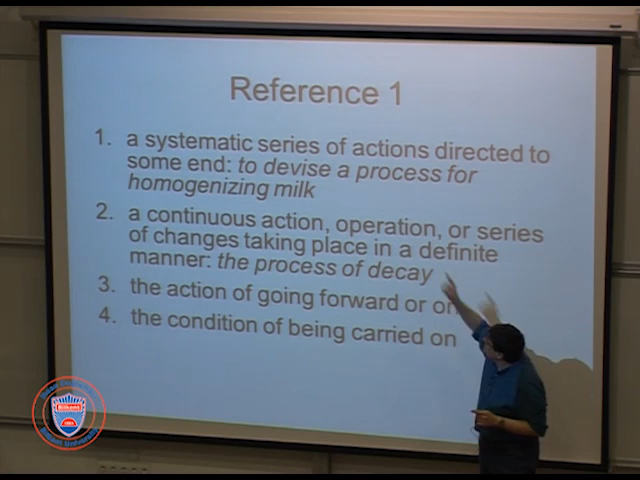 Reference 1
1. a systematic series of actions directed to
some end: to devise a process for
homogenizing milk
2. a continuous action, operation, or series
of changes taking place in a definite
manner: the process of decay
3. the action of going forward or on
4. the condition of being carried on
Bilkent